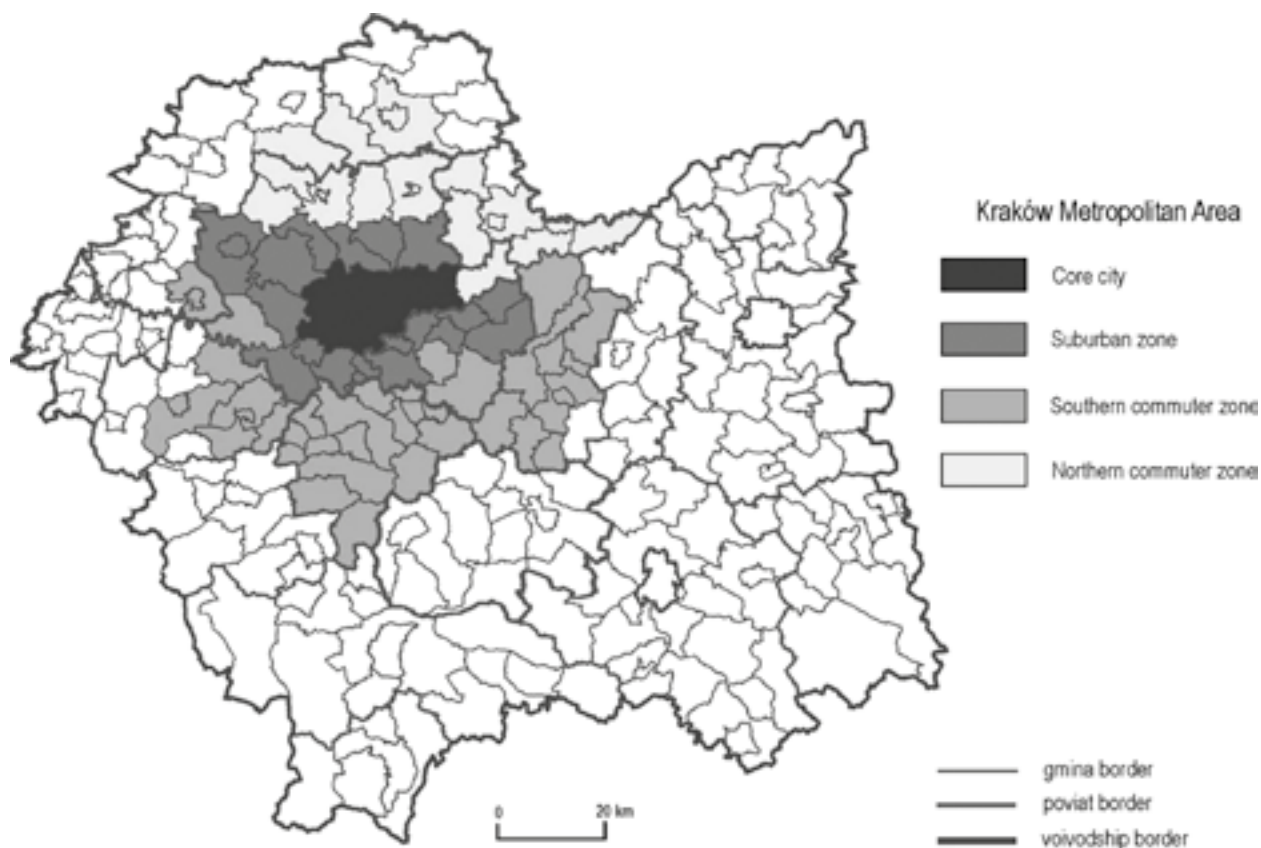 Kraków Metropolitan Area
Core city
Suburban zone
Southern commuter zone
Northern commuter zone
gmina border
poviat border
voivodship border
0 20 km